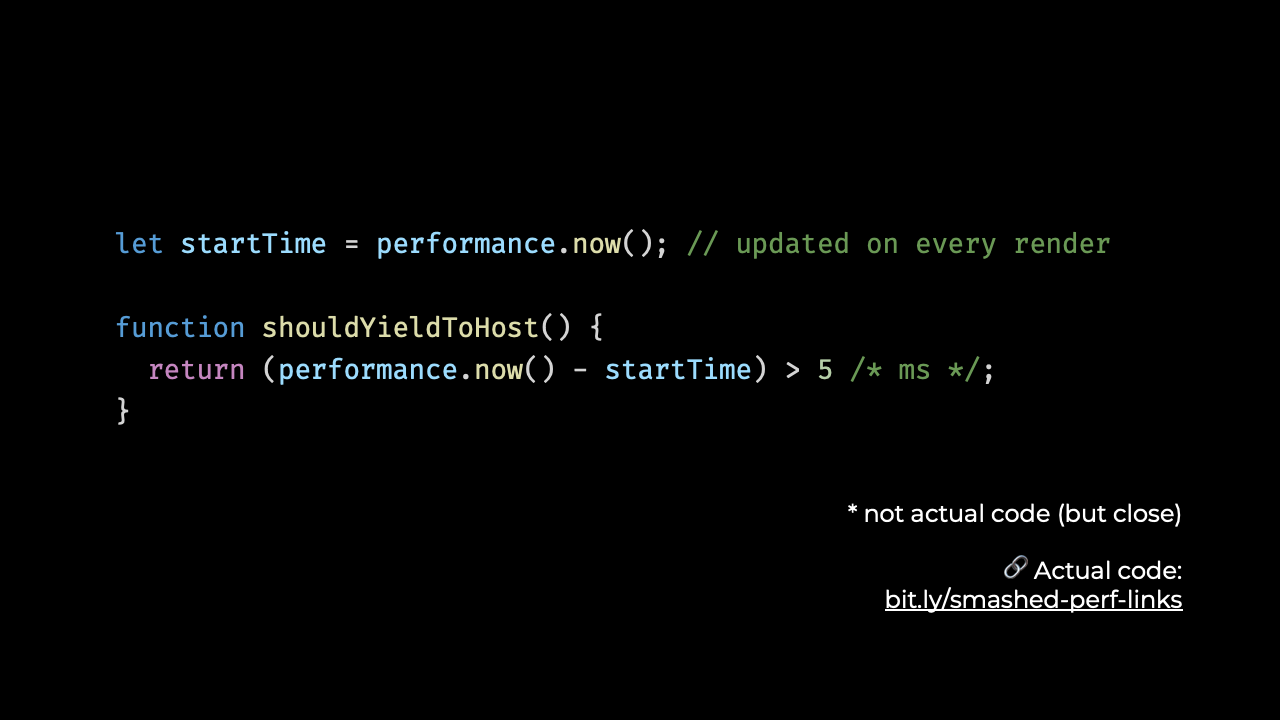 let startTime = performance.now(); // updated on every render
function shouldYieldToHost() {
return (performance.now() - startTime) > 5 /* ms */;
}
* not actual code (but close)
🔗 Actual code:
bit.ly/smashed-perf-links